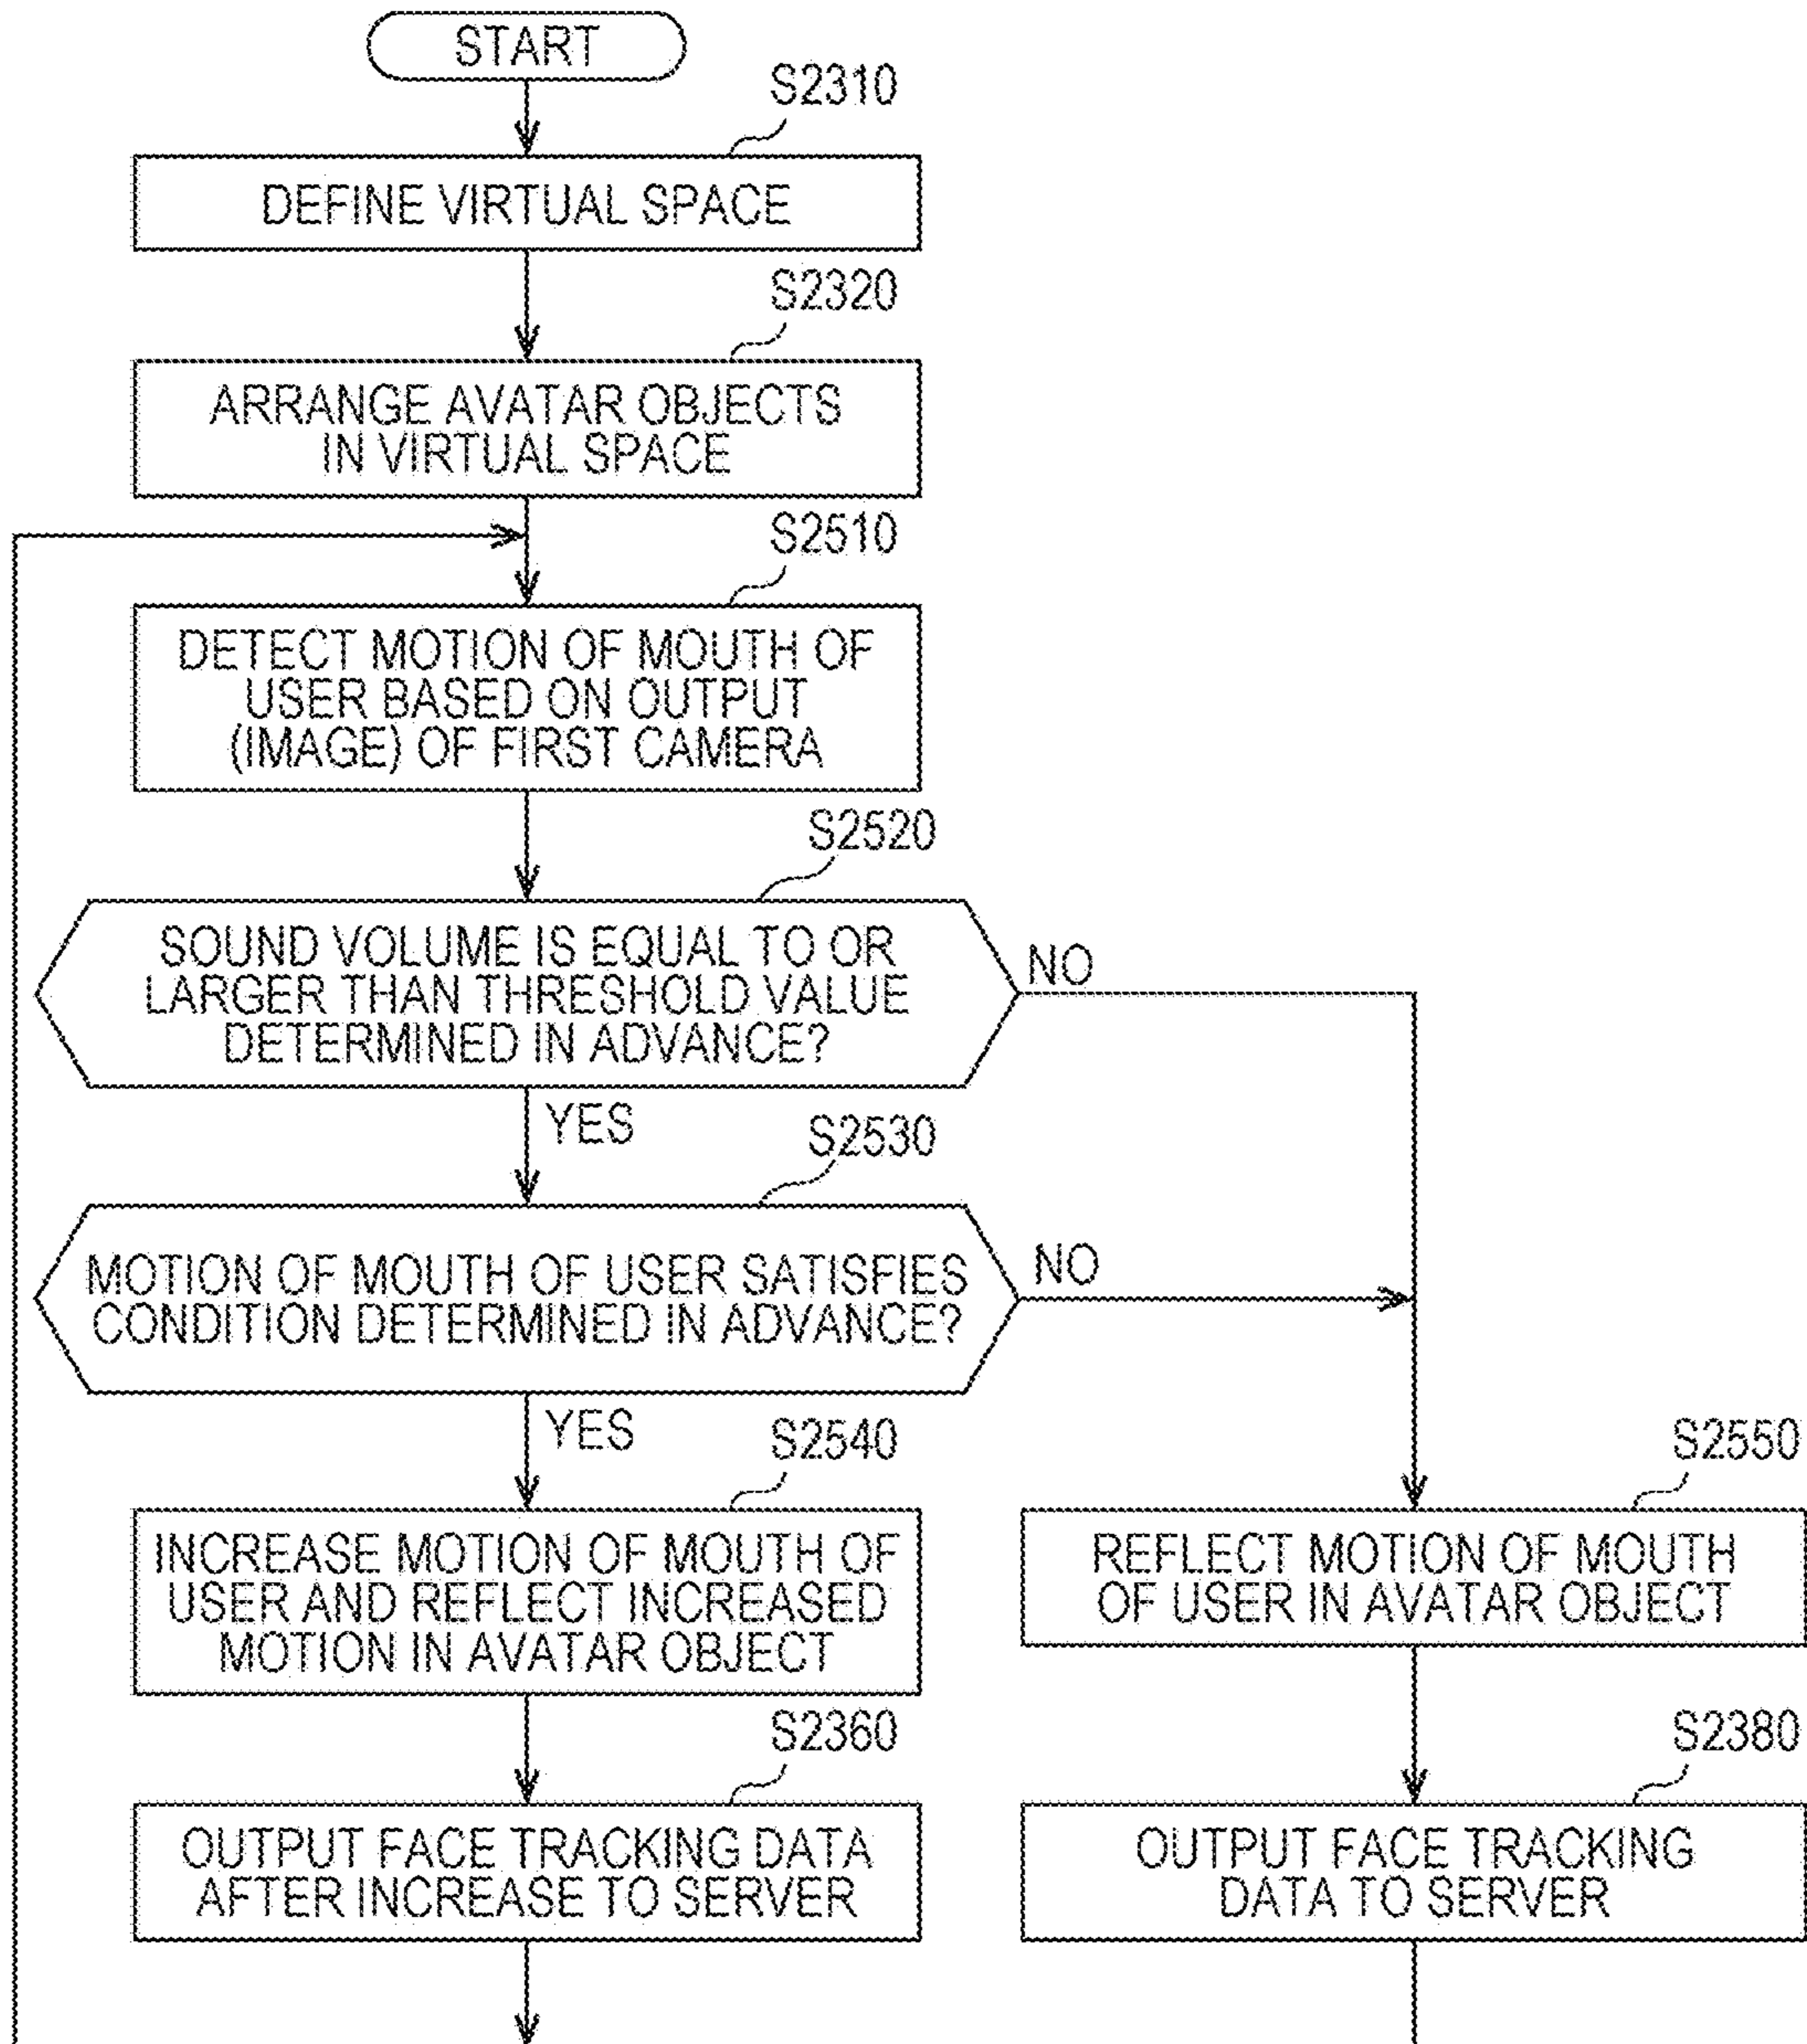 START
S2310
DEFINE VIRTUAL SPACE
S2320
ARRANGE AVATAR OBJECTS
IN VIRTUAL SPACE
S2510
DETECT MOTION OF MOUTH OF
USER BASED ON OUTPUT
(IMAGE) OF FIRST CAMERA
S2520
SOUND VOLUME IS EQUAL TO OR
LARGER THAN THRESHOLD VALUE
DETERMINED IN ADVANCE?
NO
YES
S2530
MOTION OF MOUTH OF USER SATISFIES
CONDITION DETERMINED IN ADVANCE?
NO
YES
S2540
INCREASE MOTION OF MOUTH OF
USER AND REFLECT INCREASED
MOTION IN AVATAR OBJECT
S2550
REFLECT MOTION OF MOUTH
OF USER IN AVATAR OBJECT
S2360
OUTPUT FACE TRACKING DATA
AFTER INCREASE TO SERVER
S2380
OUTPUT FACE TRACKING
DATA TO SERVER